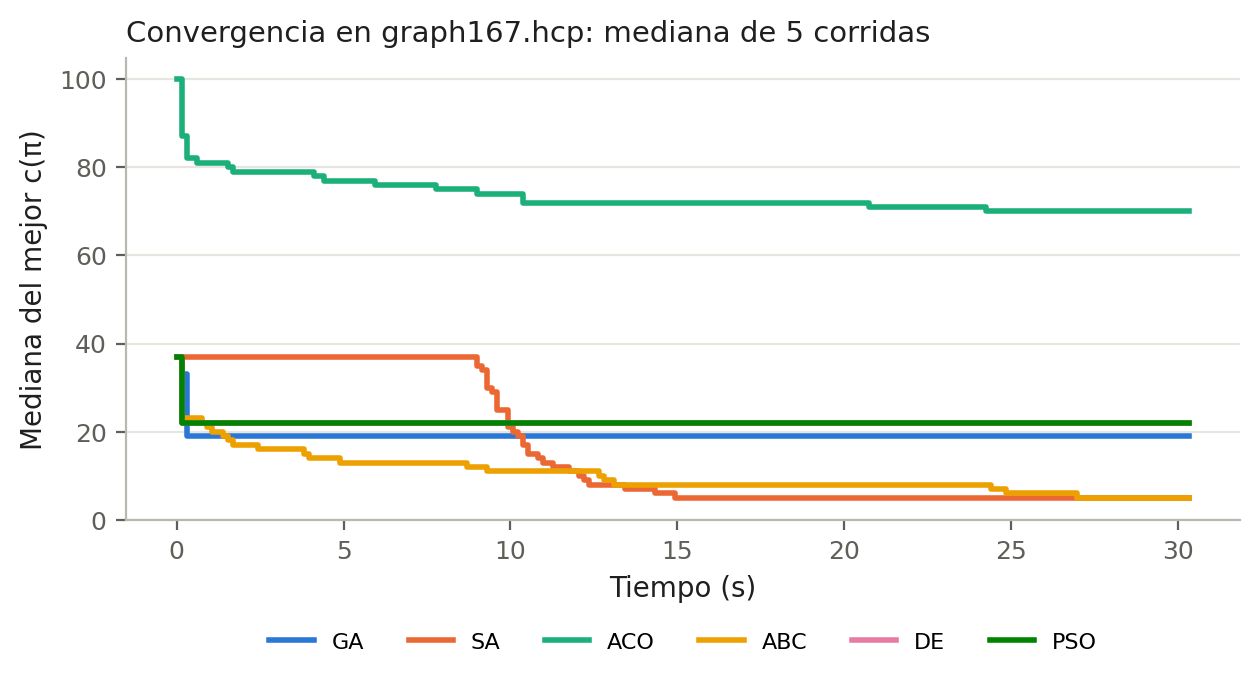 Convergencia en graph167.hcp: mediana de 5 corridas
Mediana del mejor c(π)
100
80
60
40
20
0
0 5 10 15 20 25 30
Tiempo (s)
GA SA ACO ABC DE PSO